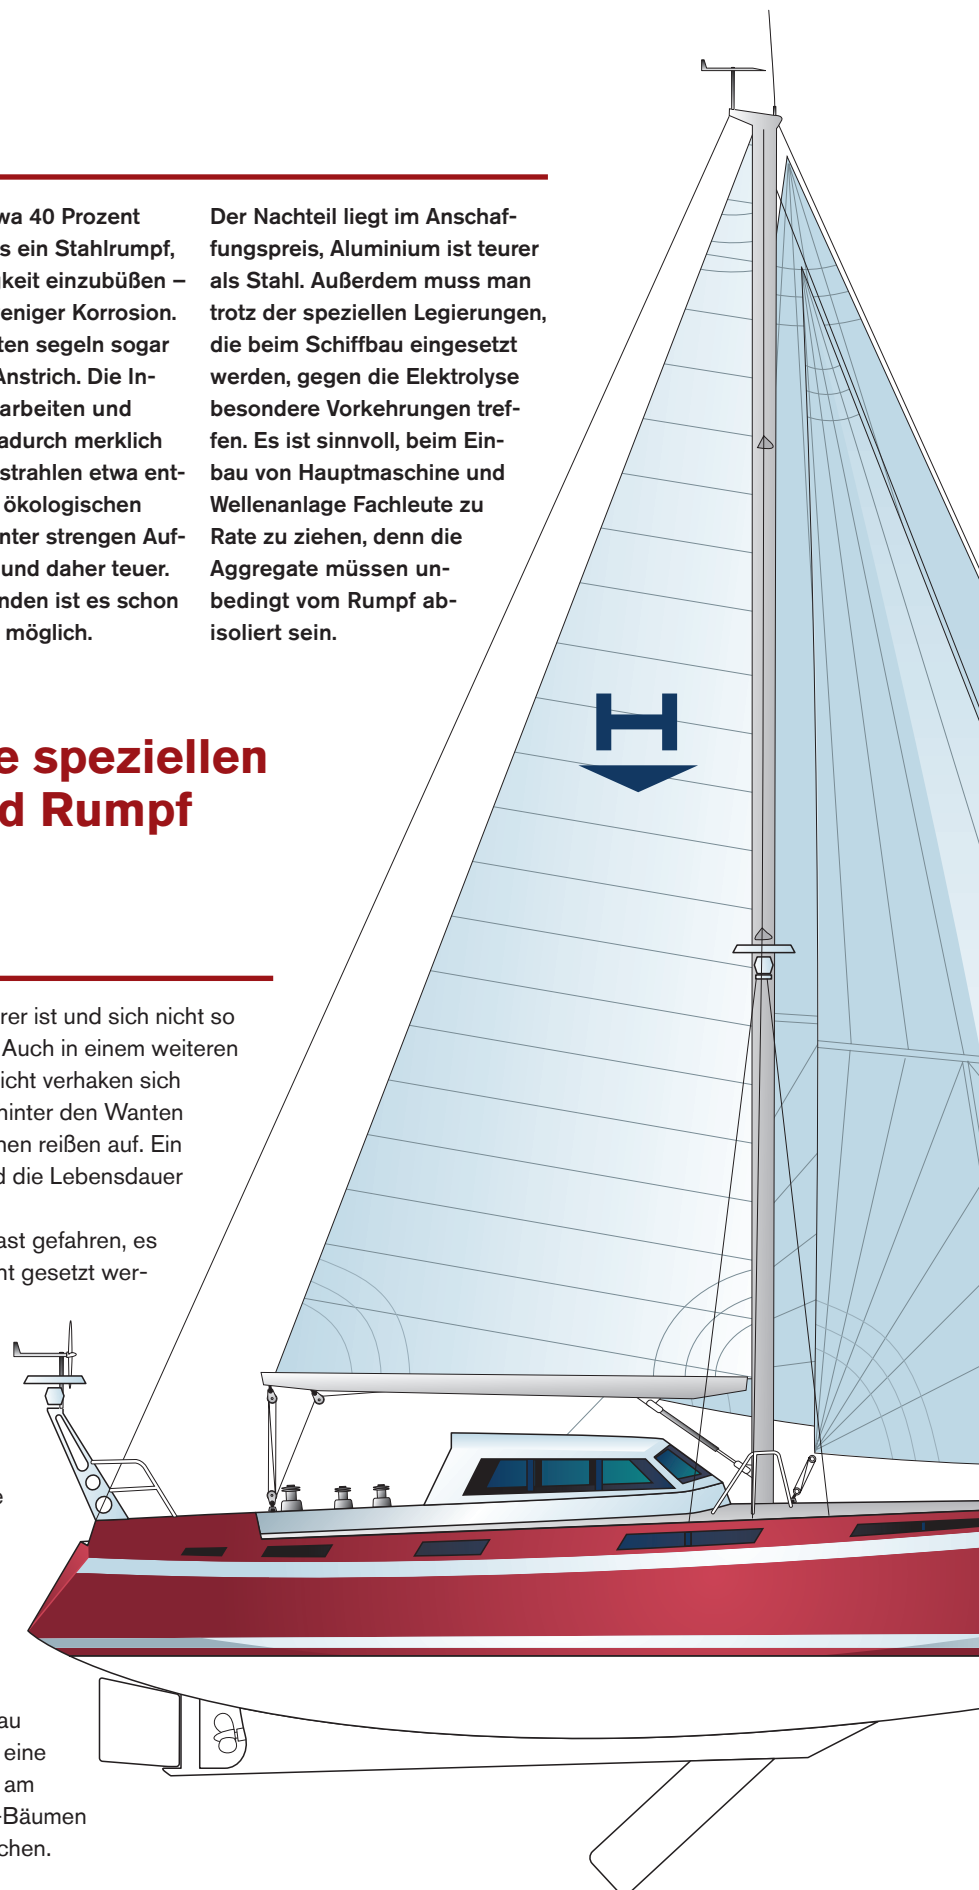 wa 40 Prozent
s ein Stahlrumpf,
keit einzubüßen –
eniger Korrosion.
ten segeln sogar
Anstrich. Die In-
arbeiten und
adurch merklich
strahlen etwa ent-
ökologischen
nter strengen Auf-
und daher teuer.
nden ist es schon
möglich.
Der Nachteil liegt im Anschaf-
fungspreis, Aluminium ist teurer
als Stahl. Außerdem muss man
trotz der speziellen Legierungen,
die beim Schiffbau eingesetzt
werden, gegen die Elektrolyse
besondere Vorkehrungen tref-
fen. Es ist sinnvoll, beim Ein-
bau von Hauptmaschine und
Wellenanlage Fachleute zu
Rate zu ziehen, denn die
Aggregate müssen un-
bedingt vom Rumpf ab-
isoliert sein.
e speziellen
d Rumpf
rer ist und sich nicht so
Auch in einem weiteren
icht verhaken sich
hinter den Wanten
nen reißen auf. Ein
d die Lebensdauer
ast gefahren, es
nt gesetzt wer-
e
au
eine
am
-Bäumen
chen.
H